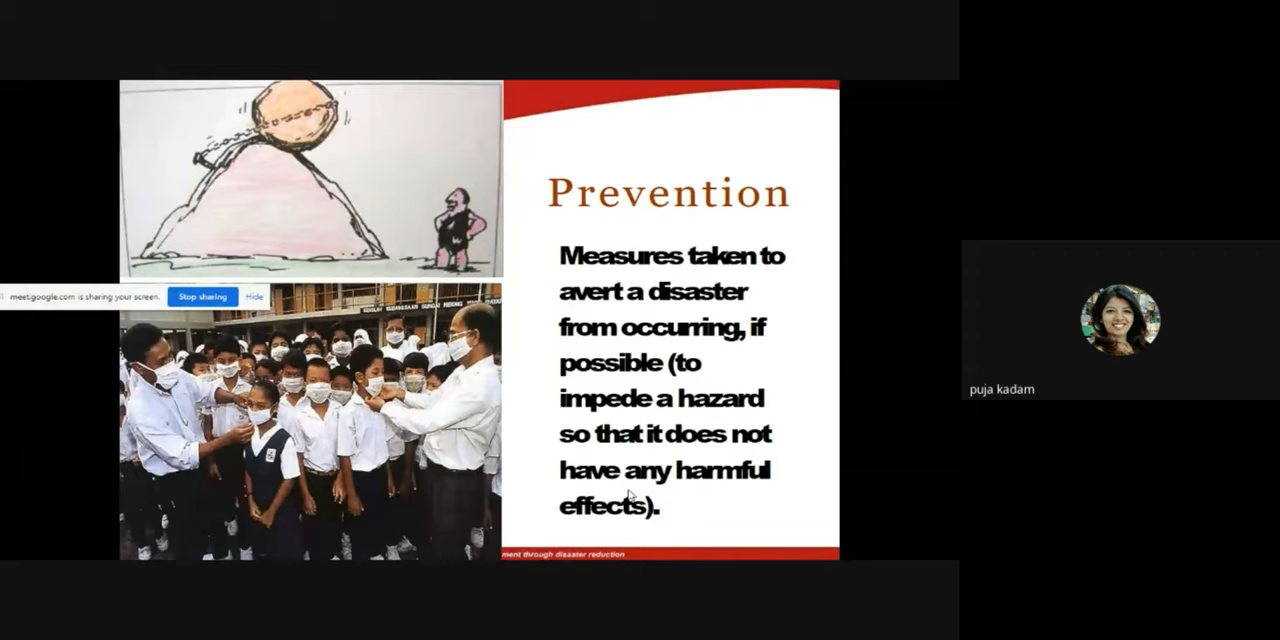 Prevention
Measures taken to
avert a disaster
from occurring, if
possible (to
impede a hazard
so that it does not
have any harmful
effects).
meet.google.com is sharing your screen.
Stop sharing
Hide
ment through disaster reduction
puja kadam